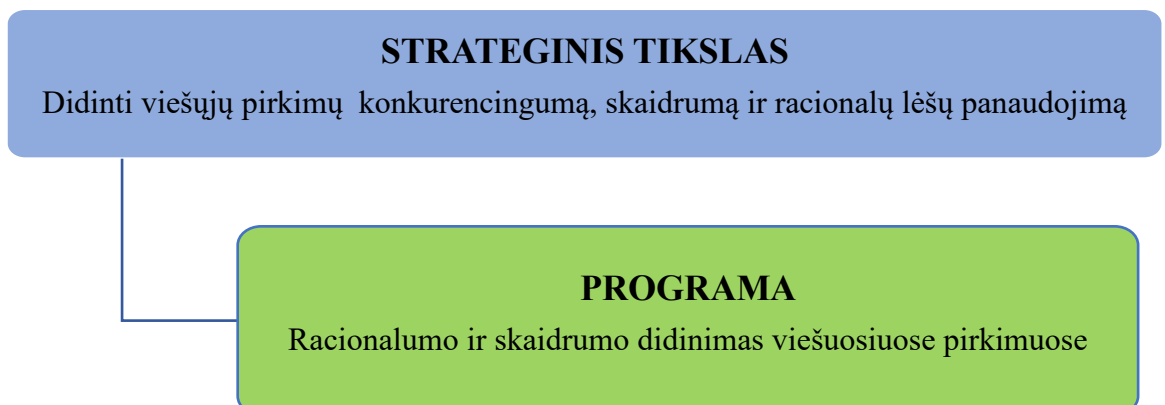 STRATEGINIS TIKSLAS
Didinti viešųjų pirkimų konkurencingumą, skaidrumą ir racionalų lėšų panaudojimą
PROGRAMA
Racionalumo ir skaidrumo didinimas viešuosiuose pirkimuose